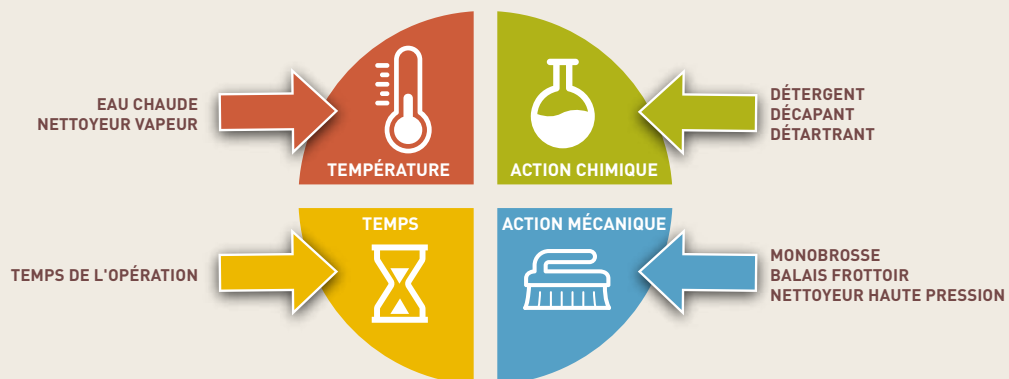 EAU CHAUDE
NETTOYEUR VAPEUR
TEMPÉRATURE
ACTION CHIMIQUE
DÉTERGENT
DÉCAPANT
DÉTARTRANT
TEMPS DE L'OPÉRATION
TEMPS
ACTION MÉCANIQUE
MONOBROSSE
BALAIS FROTTOIR
NETTOYEUR HAUTE PRESSION